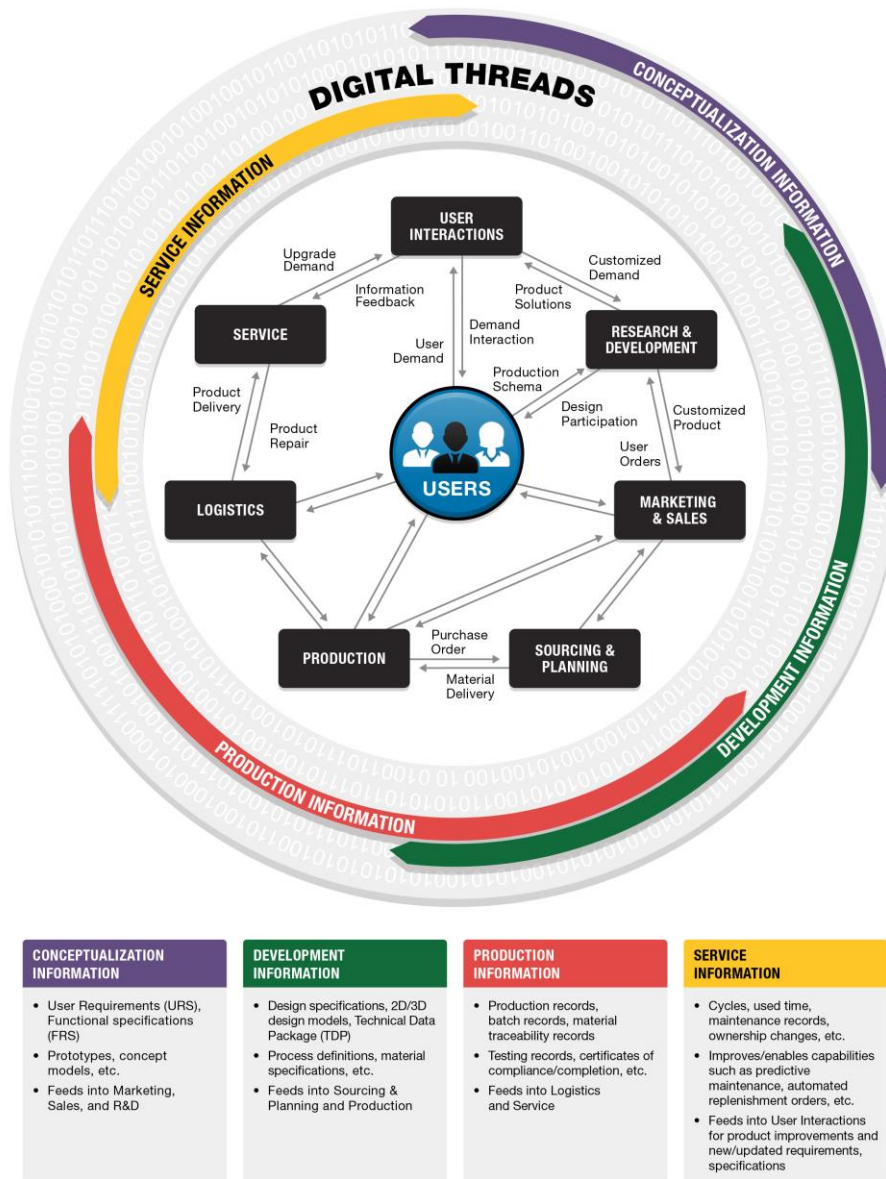 DIGITAL THREADS
CONCEPTUALIZATION INFORMATION
SERVICE INFORMATION
DEVELOPMENT INFORMATION
PRODUCTION INFORMATION
USER
INTERACTIONS
Upgrade
Demand
Information
Feedback
Customized
Demand
Product
Solutions
SERVICE
RESEARCH &
DEVELOPMENT
User
Demand
Demand
Interaction
Production
Schema
Design
Participation
Product
Delivery
Product
Repair
Customized
Product
User
Orders
USERS
LOGISTICS
MARKETING
& SALES
PRODUCTION
Purchase
Order
Material
Delivery
SOURCING &
PLANNING
CONCEPTUALIZATION
INFORMATION
• User Requirements (URS),
Functional specifications
(FRS)
• Prototypes, concept
models, etc.
• Feeds into Marketing,
Sales, and R&D
DEVELOPMENT
INFORMATION
• Design specifications, 2D/3D
design models, Technical Data
Package (TDP)
• Process definitions, material
specifications, etc.
• Feeds into Sourcing &
Planning and Production
PRODUCTION
INFORMATION
• Production records,
batch records, material
traceability records
• Testing records, certificates of
compliance/completion, etc.
• Feeds into Logistics
and Service
SERVICE
INFORMATION
• Cycles, used time,
maintenance records,
ownership changes, etc.
• Improves/enables capabilities
such as predictive
maintenance, automated
replenishment orders, etc.
• Feeds into User Interactions
for product improvements and
new/updated requirements,
specifications